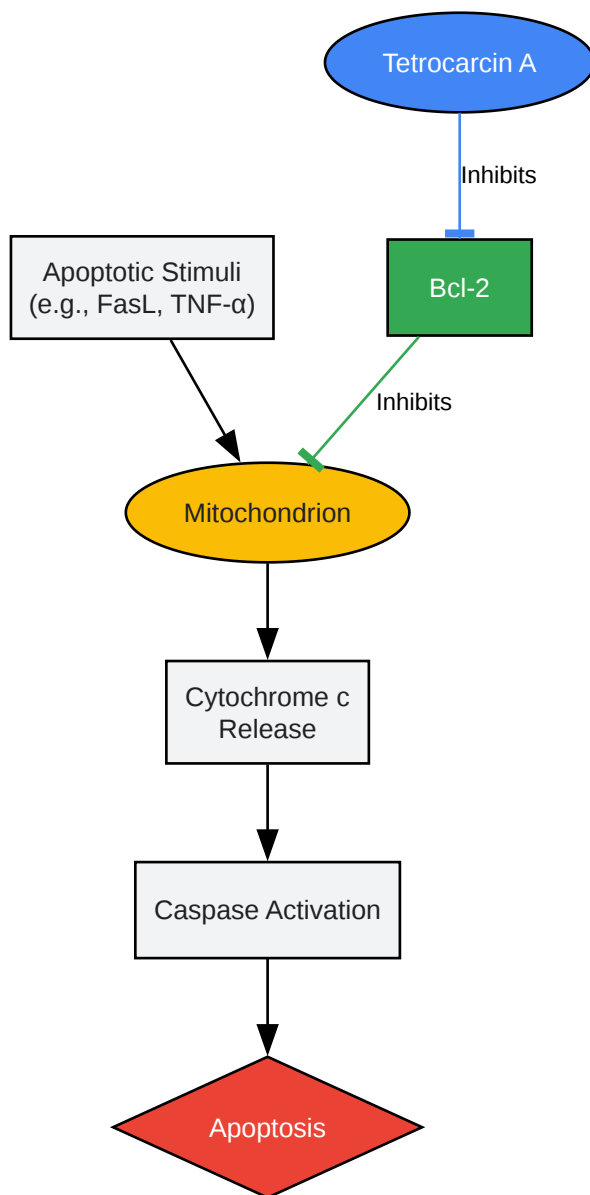 Tetrocarcin A
Inhibits
Apoptotic Stimuli
(e.g., FasL, TNF-α)
Bcl-2
Inhibits
Mitochondrion
Cytochrome c
Release
Caspase Activation
Apoptosis